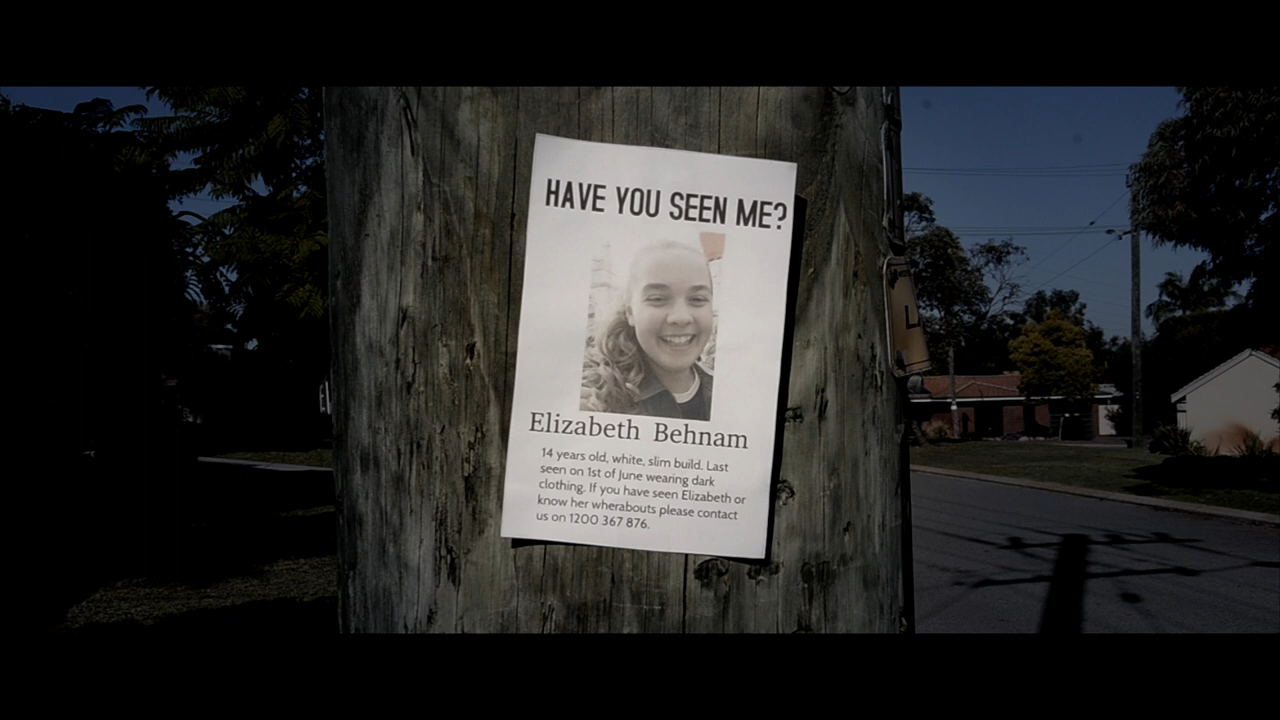 HAVE YOU SEEN ME?
Elizabeth Behnam
14 years old, white, slim build. Last
seen on 1st of June wearing dark
clothing. If you have seen Elizabeth or
know her wherabouts please contact
us on 1200 367 876.